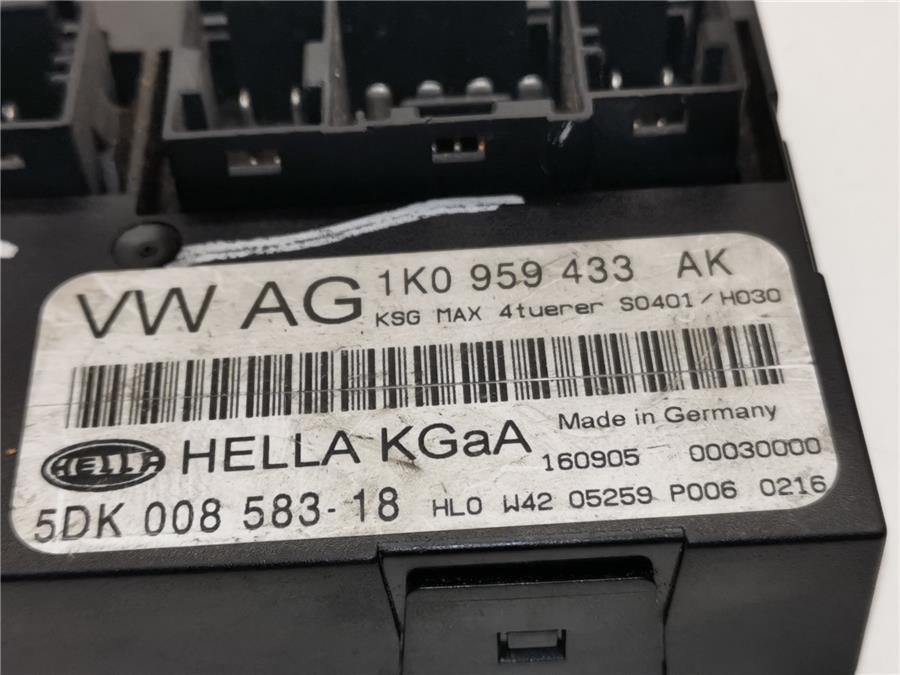 VW AG 1K0 959 433 AK
KSG MAX 4tuerer S0401/H030
HELLA HELLA KGaA Made in Germany
160905 00030000
5DK 008 583-18 HL0 W42 05259 P006 0216